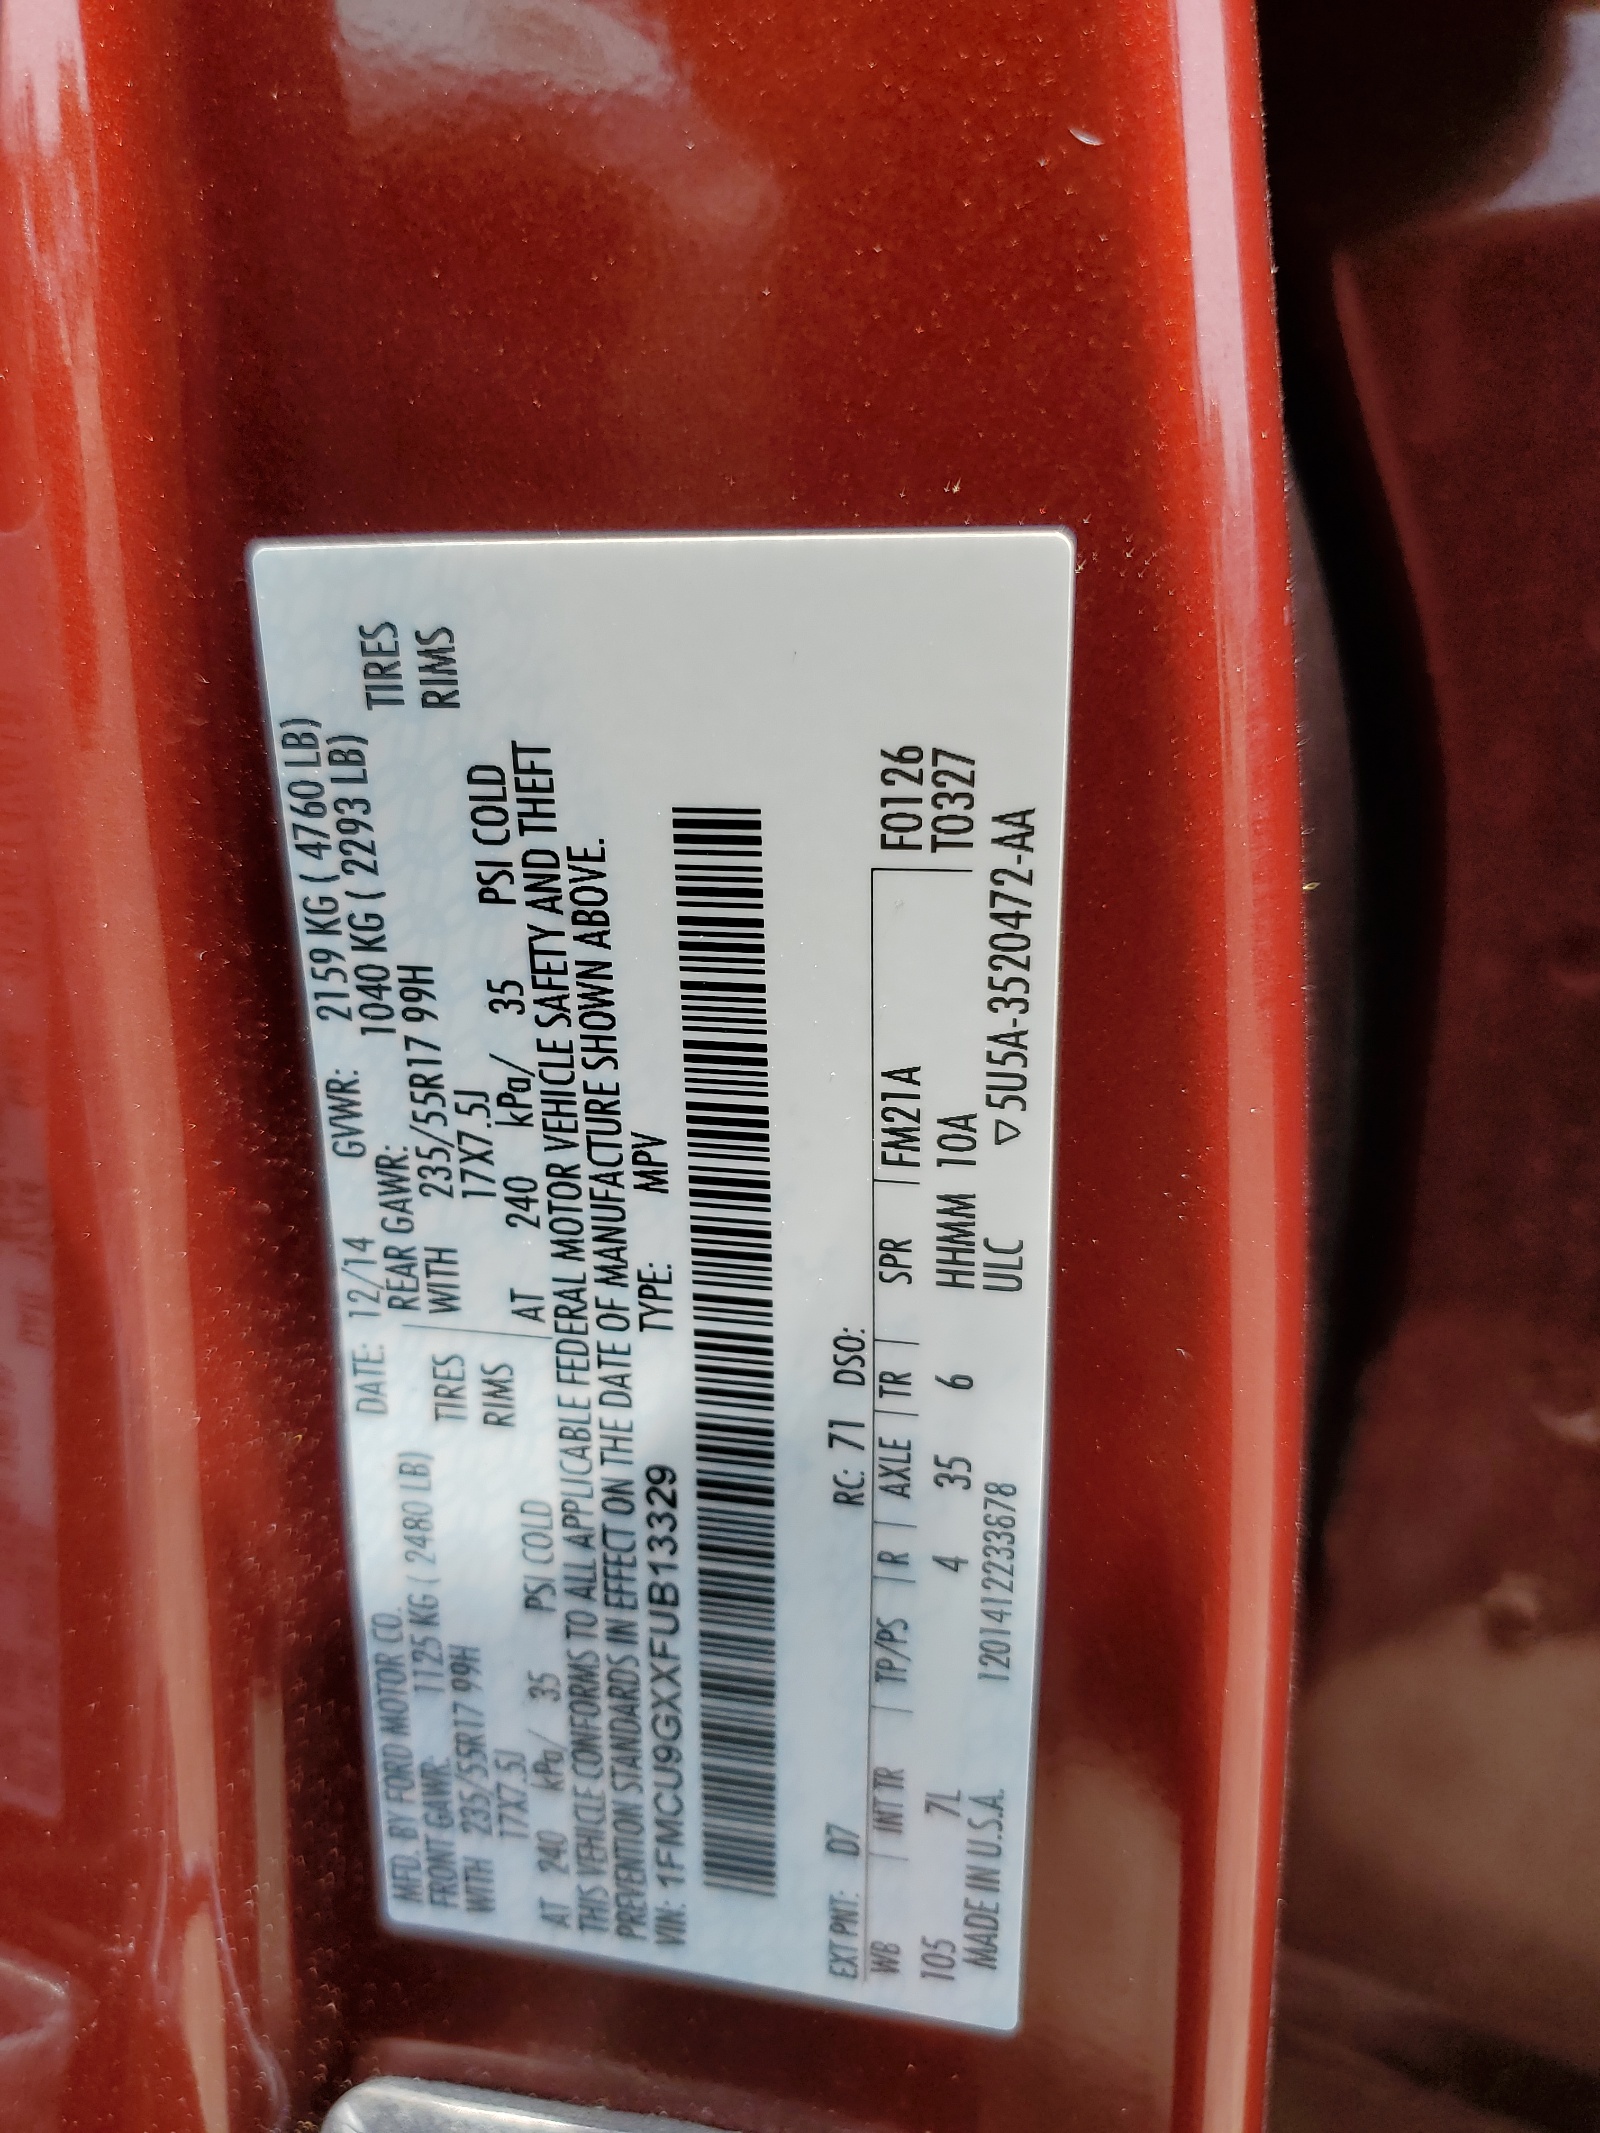 MFD. BY FORD MOTOR CO. DATE: 12/14 GVWR: 2159 KG ( 4760 LB)
FRONT GAWR: 1125 KG ( 2480 LB) REAR GAWR: 1040 KG ( 2293 LB)
WITH 235/55R17 99H TIRES WITH 235/55R17 99H TIRES
17X7.5J RIMS 17X7.5J RIMS
AT 240 kPa/ 35 PSI COLD AT 240 kPa/ 35 PSI COLD
THIS VEHICLE CONFORMS TO ALL APPLICABLE FEDERAL MOTOR VEHICLE SAFETY AND THEFT
PREVENTION STANDARDS IN EFFECT ON THE DATE OF MANUFACTURE SHOWN ABOVE.
VIN: 1FMCU9GXXFUB13329 TYPE: MPV
EXT PNT: D7 RC: 71 DSO:
WB INT TR TP/PS R AXLE TR SPR FM21A F0126
105 7L 4 35 6 HHMM 10A T0327
MADE IN U.S.A. 1201412233678 ULC ▽5U5A-3520472-AA